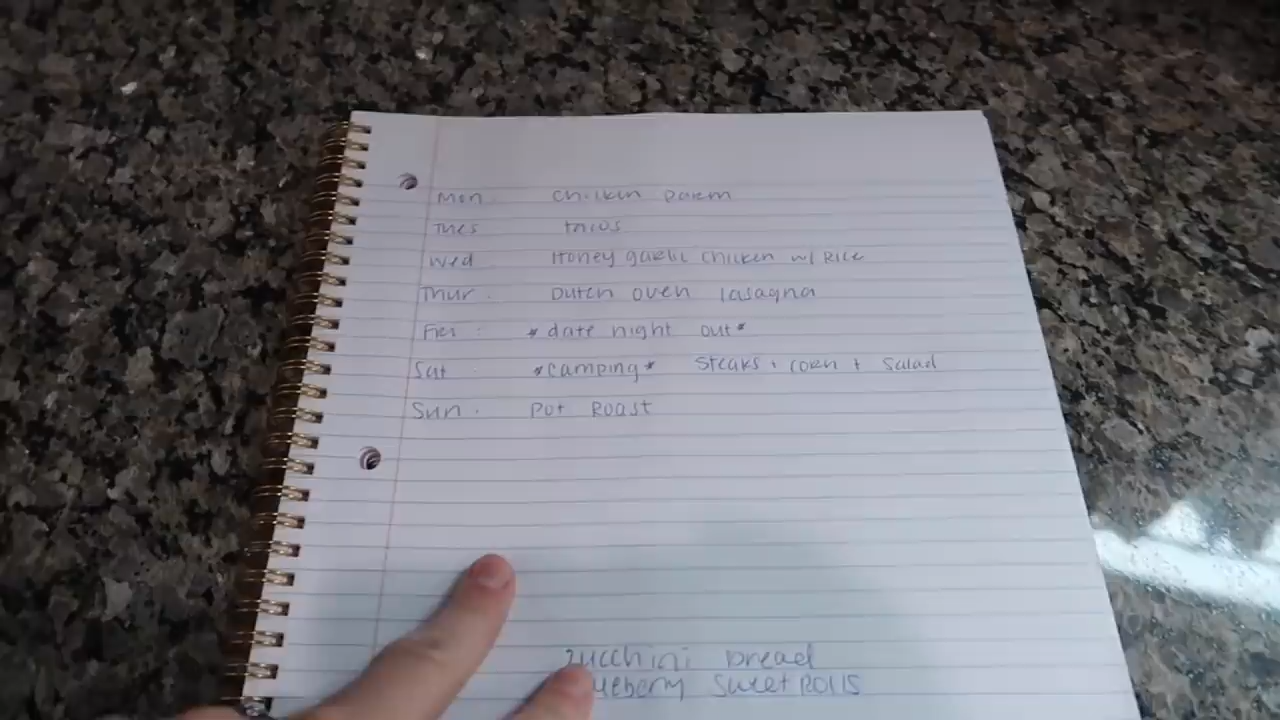 Mon chicken parm
Tues tacos
Wed Honey garlic chicken w/ Rice
Thur : Dutch oven lasagna
Fri : *date night out*
Sat : *camping* steaks + corn + salad
Sun : Pot Roast
zucchini bread
sweet Rolls